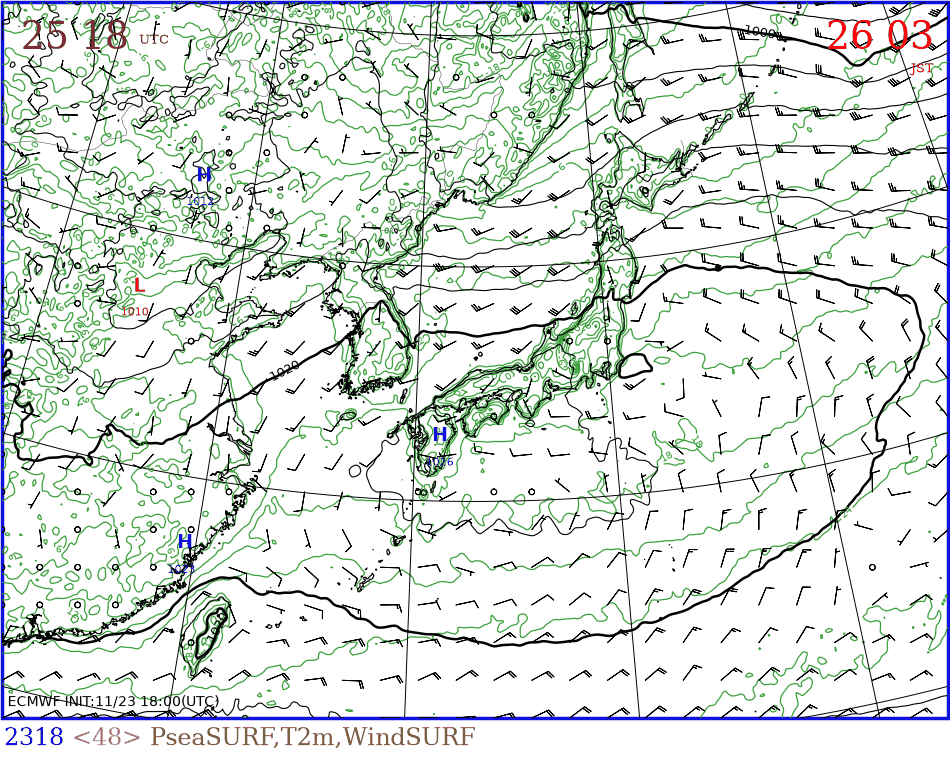 25 18 UTC
26 03
JST
1000
H
1012
L
1010
1020
H
H
ECMWF INIT:11/23 18:00(UTC)
2318 <48> PseaSURF,T2m,WindSURF